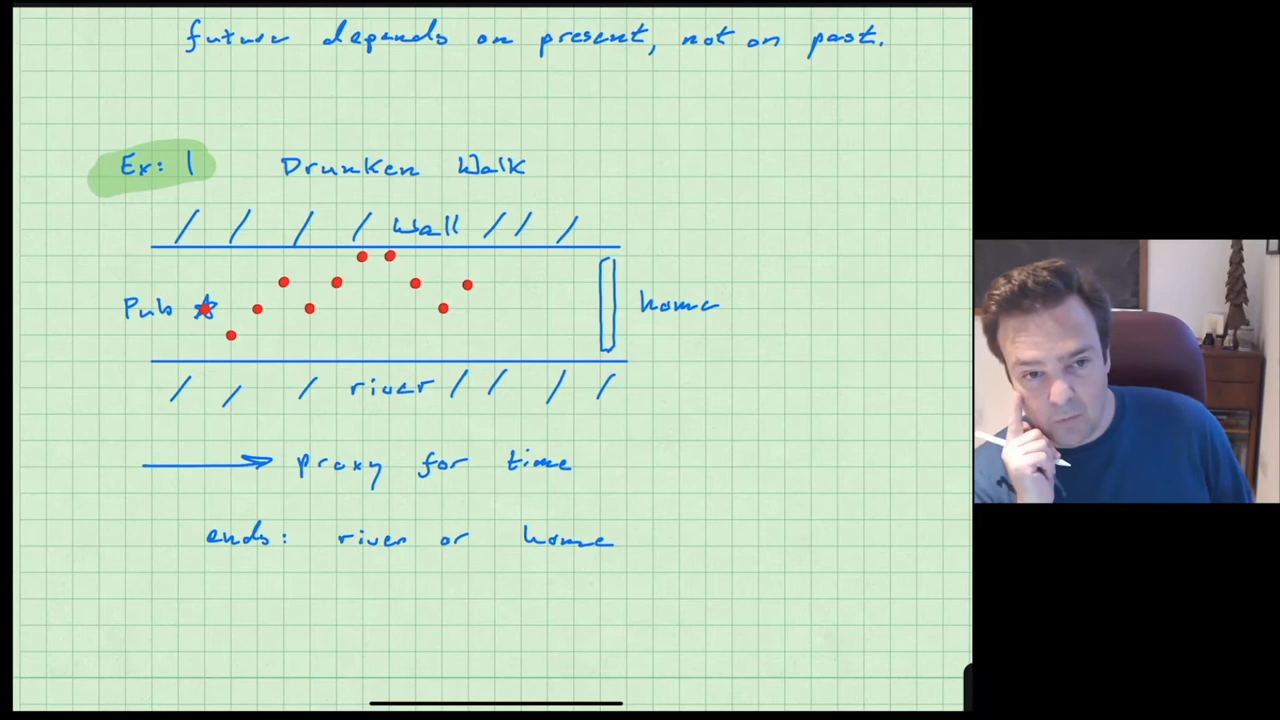 future depends on present, not on past.
Ex: 1 Drunken Walk
Wall
Pub home
river
proxy for time
ends: river or home